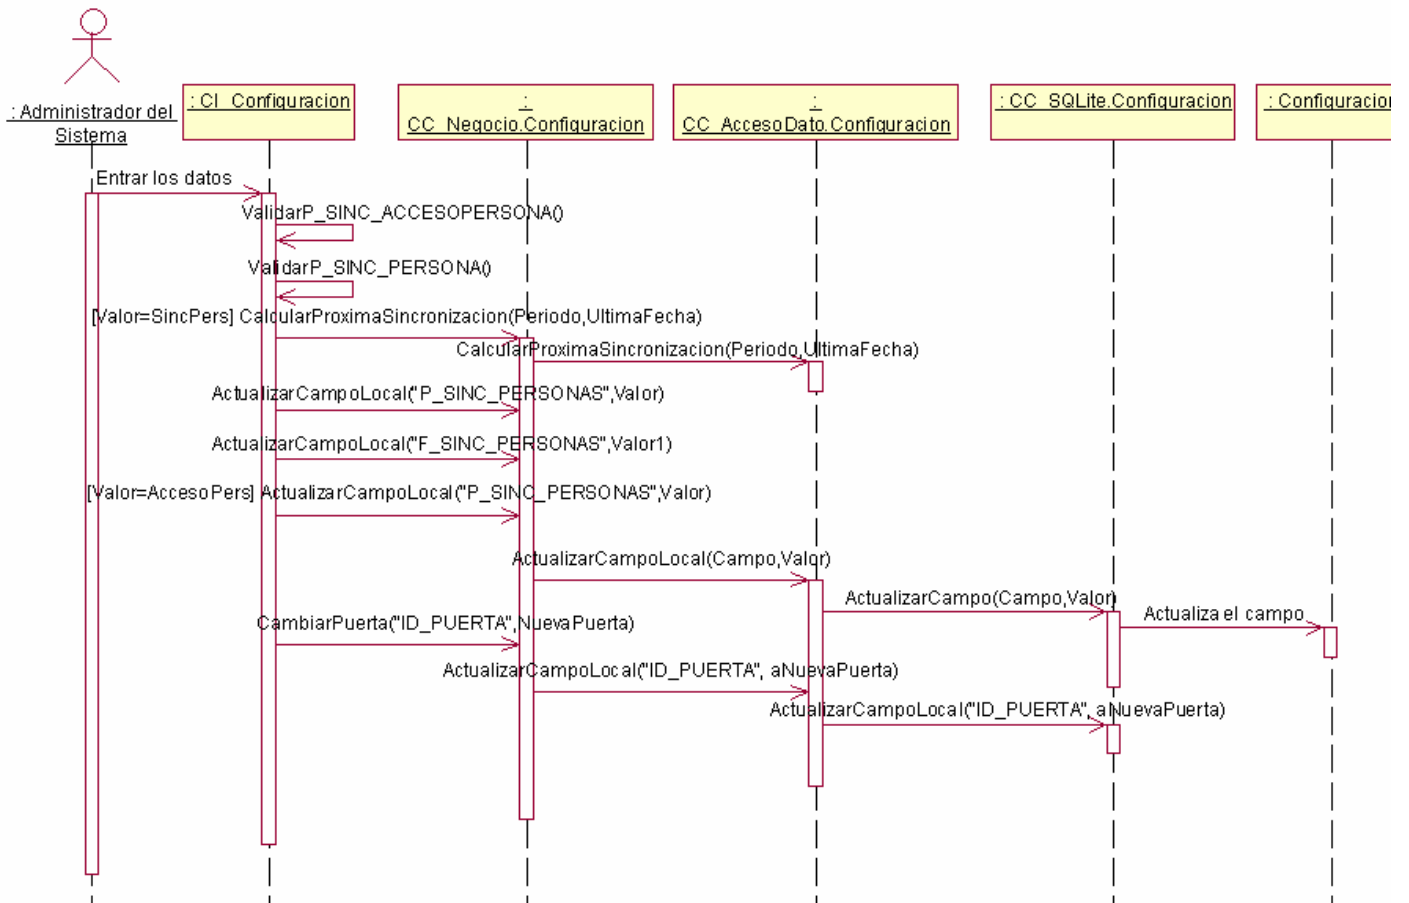 : Administrador del
Sistema
: CI_Configuracion
:
CC_Negocio.Configuracion
:
CC_AccesoDato.Configuracion
: CC_SQLite.Configuracion
: Configuracion
Entrar los datos
ValidarP_SINC_ACCESOPERSONA()
ValidarP_SINC_PERSONA()
[Valor=SincPers] CalcularProximaSincronizacion(Periodo,UltimaFecha)
CalcularProximaSincronizacion(Periodo,UltimaFecha)
ActualizarCampoLocal("P_SINC_PERSONAS",Valor)
ActualizarCampoLocal("F_SINC_PERSONAS",Valor1)
[Valor=AccesoPers] ActualizarCampoLocal("P_SINC_PERSONAS",Valor)
ActualizarCampoLocal(Campo,Valor)
ActualizarCampo(Campo,Valor)
Actualiza el campo
CambiarPuerta("ID_PUERTA",NuevaPuerta)
ActualizarCampoLocal("ID_PUERTA", aNuevaPuerta)
ActualizarCampoLocal("ID_PUERTA", aNuevaPuerta)